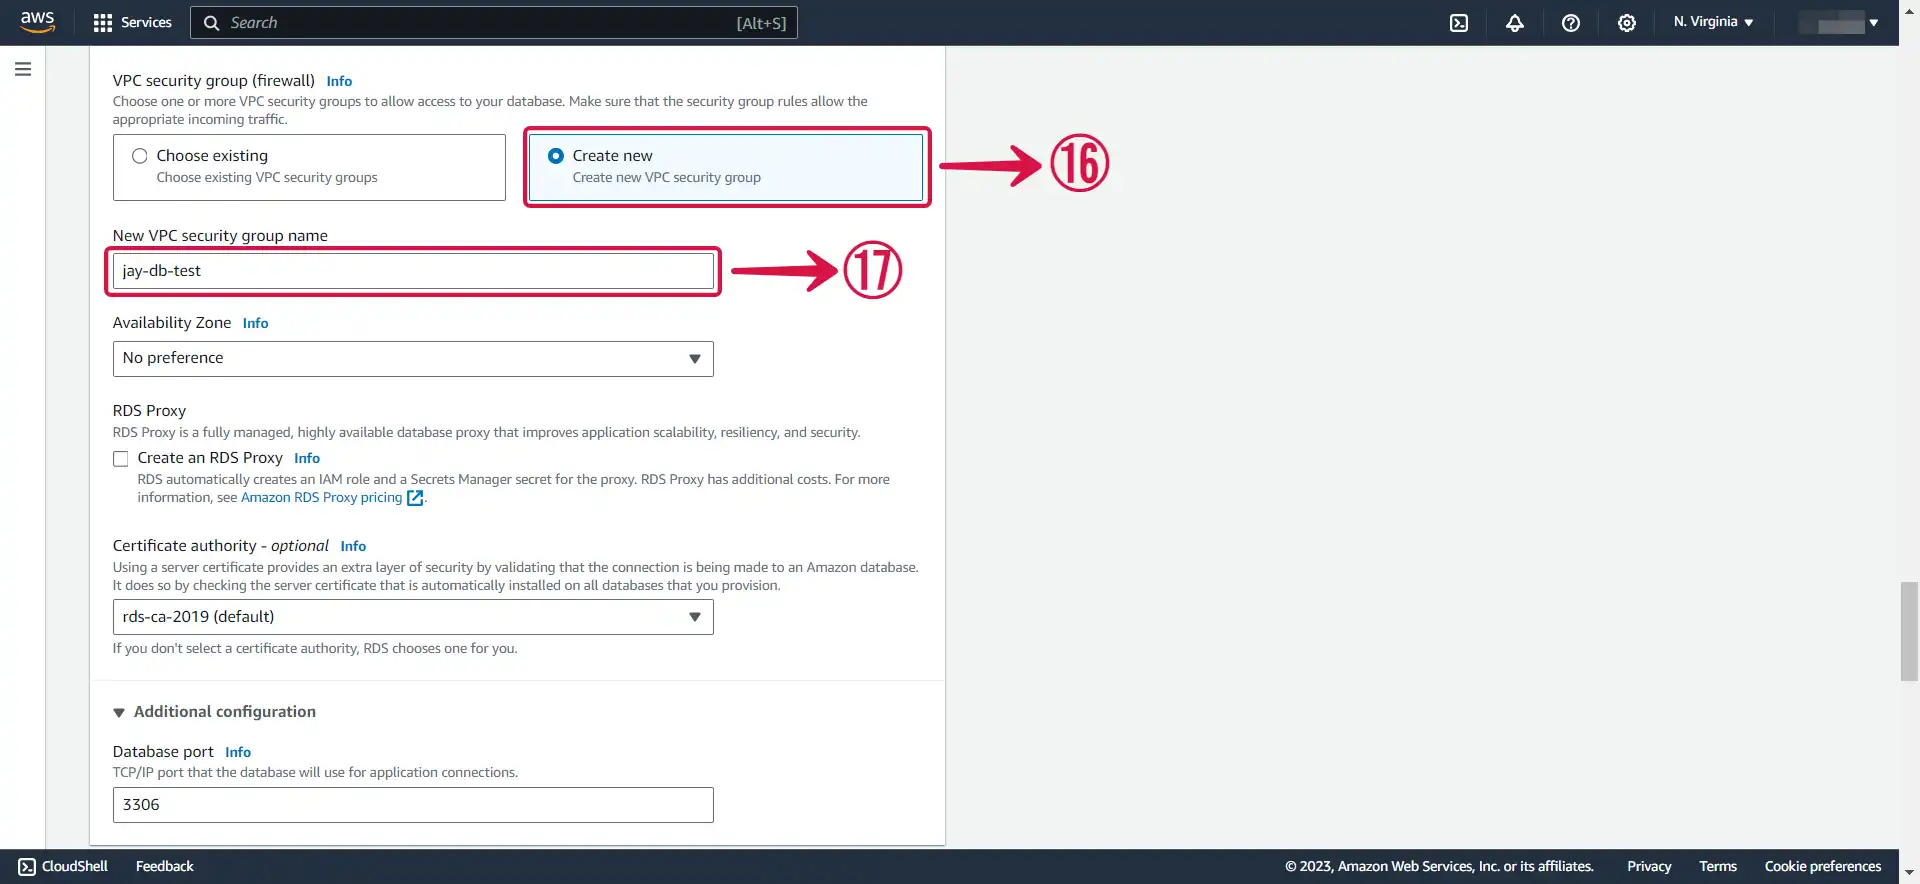 aws Services Search [Alt+S] N. Virginia
VPC security group (firewall) Info
Choose one or more VPC security groups to allow access to your database. Make sure that the security group rules allow the
appropriate incoming traffic.
Choose existing
Choose existing VPC security groups
Create new
Create new VPC security group
⑯
New VPC security group name
jay-db-test
⑰
Availability Zone Info
No preference
RDS Proxy
RDS Proxy is a fully managed, highly available database proxy that improves application scalability, resiliency, and security.
Create an RDS Proxy Info
RDS automatically creates an IAM role and a Secrets Manager secret for the proxy. RDS Proxy has additional costs. For more
information, see Amazon RDS Proxy pricing.
Certificate authority - optional Info
Using a server certificate provides an extra layer of security by validating that the connection is being made to an Amazon database.
It does so by checking the server certificate that is automatically installed on all databases that you provision.
rds-ca-2019 (default)
If you don't select a certificate authority, RDS chooses one for you.
Additional configuration
Database port Info
TCP/IP port that the database will use for application connections.
3306
CloudShell Feedback © 2023, Amazon Web Services, Inc. or its affiliates. Privacy Terms Cookie preferences